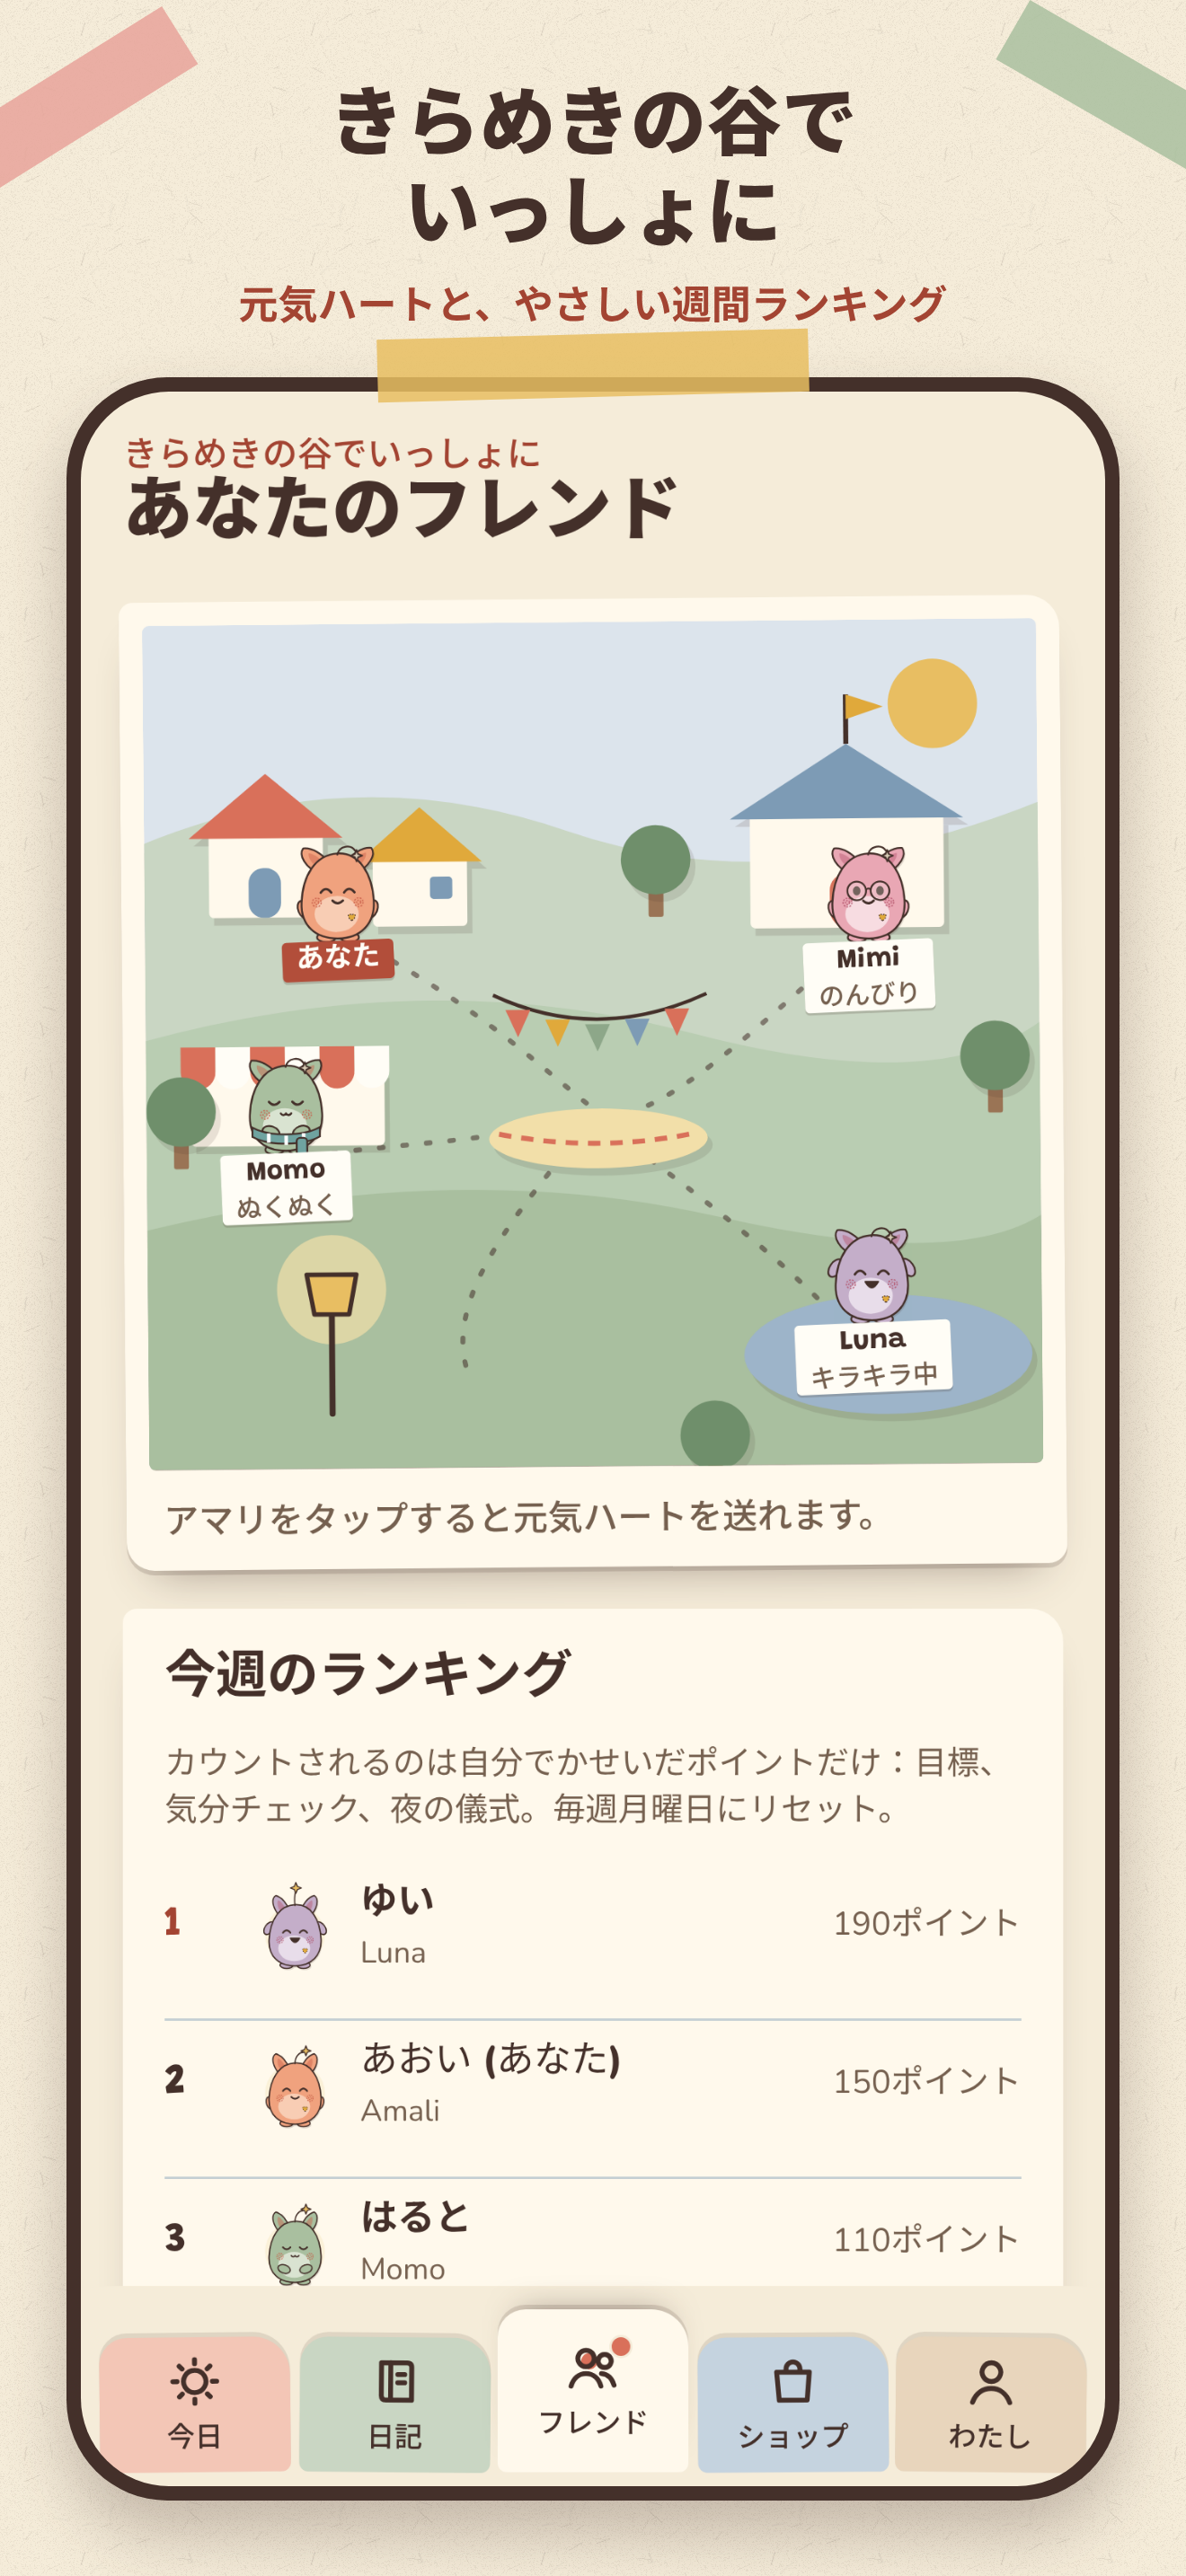 きらめきの谷で
いっしょに
元気ハートと、やさしい週間ランキング
きらめきの谷でいっしょに
あなたのフレンド
あなた
Mimi
のんびり
Momo
ぬくぬく
Luna
キラキラ中
アマリをタップすると元気ハートを送れます。
今週のランキング
カウントされるのは自分でかせいだポイントだけ：目標、
気分チェック、夜の儀式。毎週月曜日にリセット。
1
ゆい
Luna
190ポイント
2
あおい (あなた)
Amali
150ポイント
3
はると
Momo
110ポイント
今日
日記
フレンド
ショップ
わたし